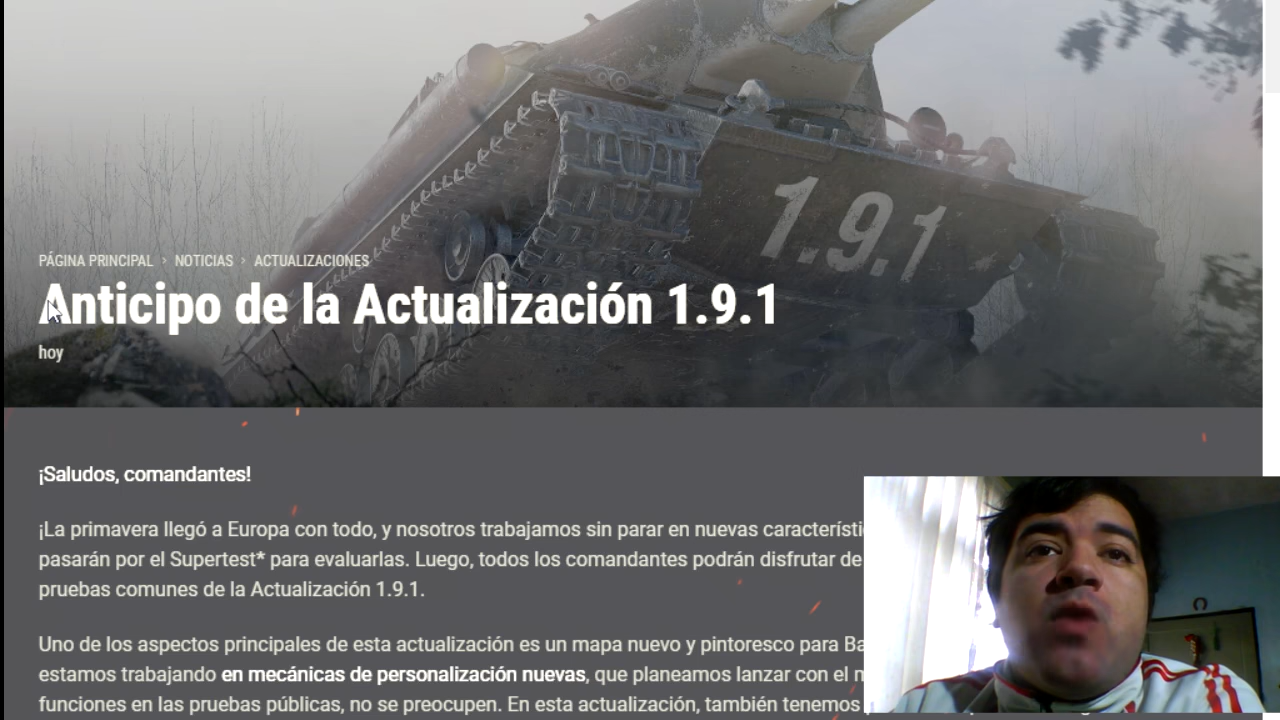 1.9.1
PÁGINA PRINCIPAL > NOTICIAS > ACTUALIZACIONES
Anticipo de la Actualización 1.9.1
hoy
¡Saludos, comandantes!
¡La primavera llegó a Europa con todo, y nosotros trabajamos sin parar en nuevas
pasarán por el Supertest* para evaluarlas. Luego, todos los comandantes podrán disfrutar de
pruebas comunes de la Actualización 1.9.1.
Uno de los aspectos principales de esta actualización es un mapa nuevo y pintoresco para
estamos trabajando en mecánicas de personalización nuevas, que planeamos lanzar con el
funciones en las pruebas públicas, no se preocupen. En esta actualización, también tenemos